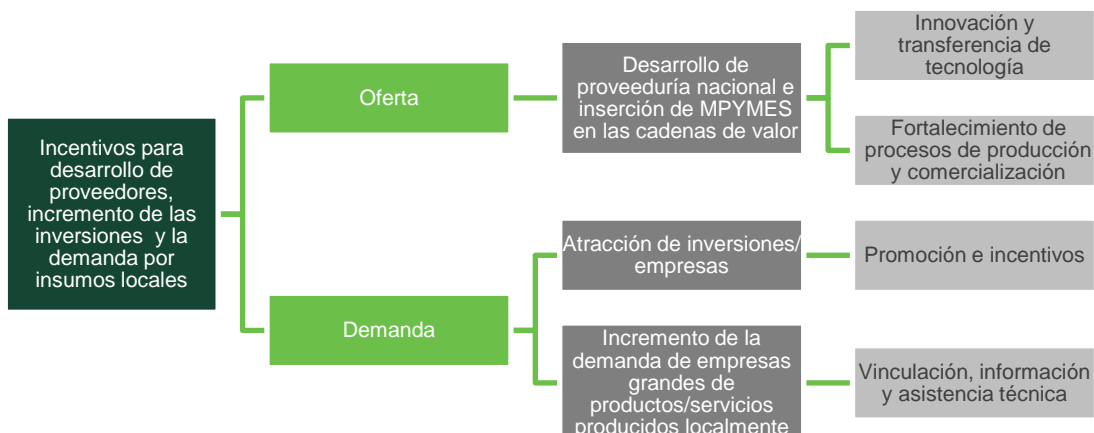 Incentivos para
desarrollo de
proveedores,
incremento de las
inversiones y la
demanda por
insumos locales
Oferta
Desarrollo de
proveeduría nacional e
inserción de MPYMES
en las cadenas de valor
Innovación y
transferencia de
tecnología
Fortalecimiento de
procesos de producción
y comercialización
Demanda
Atracción de inversiones/
empresas
Promoción e incentivos
Incremento de la
demanda de empresas
grandes de
productos/servicios
producidos localmente
Vinculación, información
y asistencia técnica